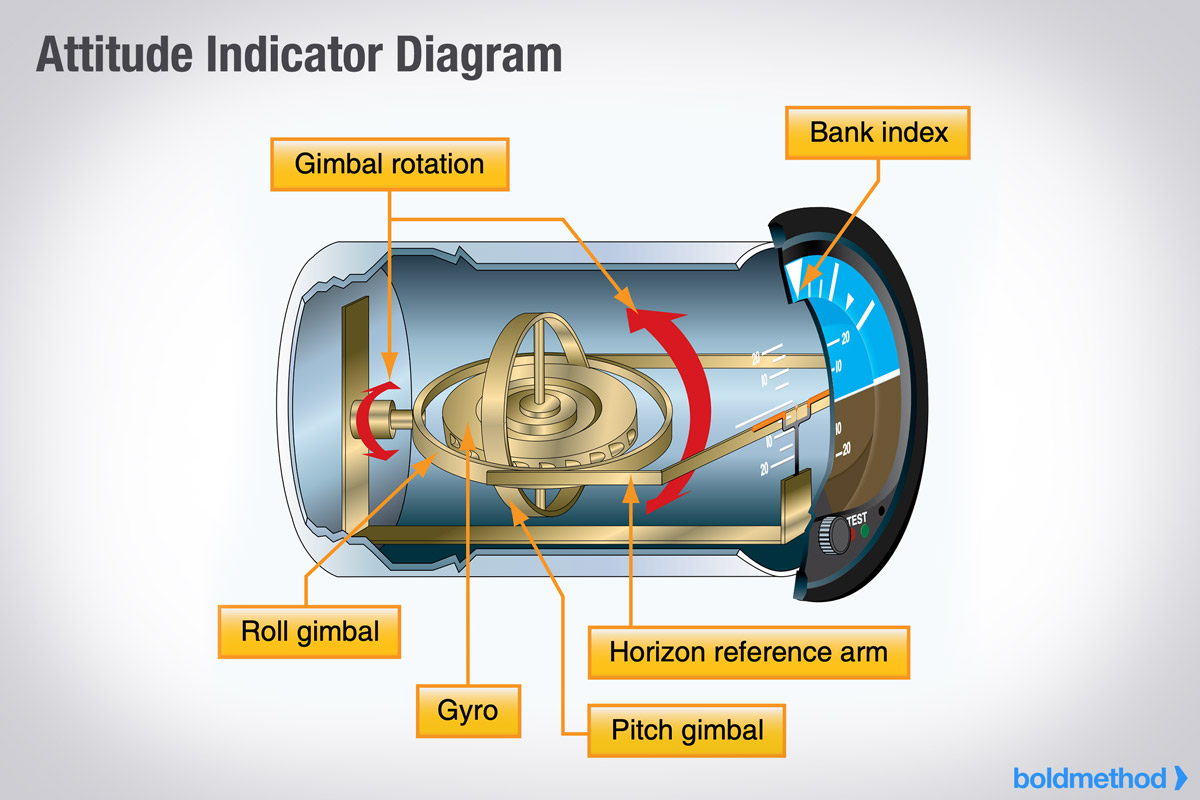 Attitude Indicator Diagram
Bank index
Gimbal rotation
20
10
20
10
10
20
10
20
TEST
Roll gimbal
Horizon reference arm
Gyro
Pitch gimbal
boldmethod